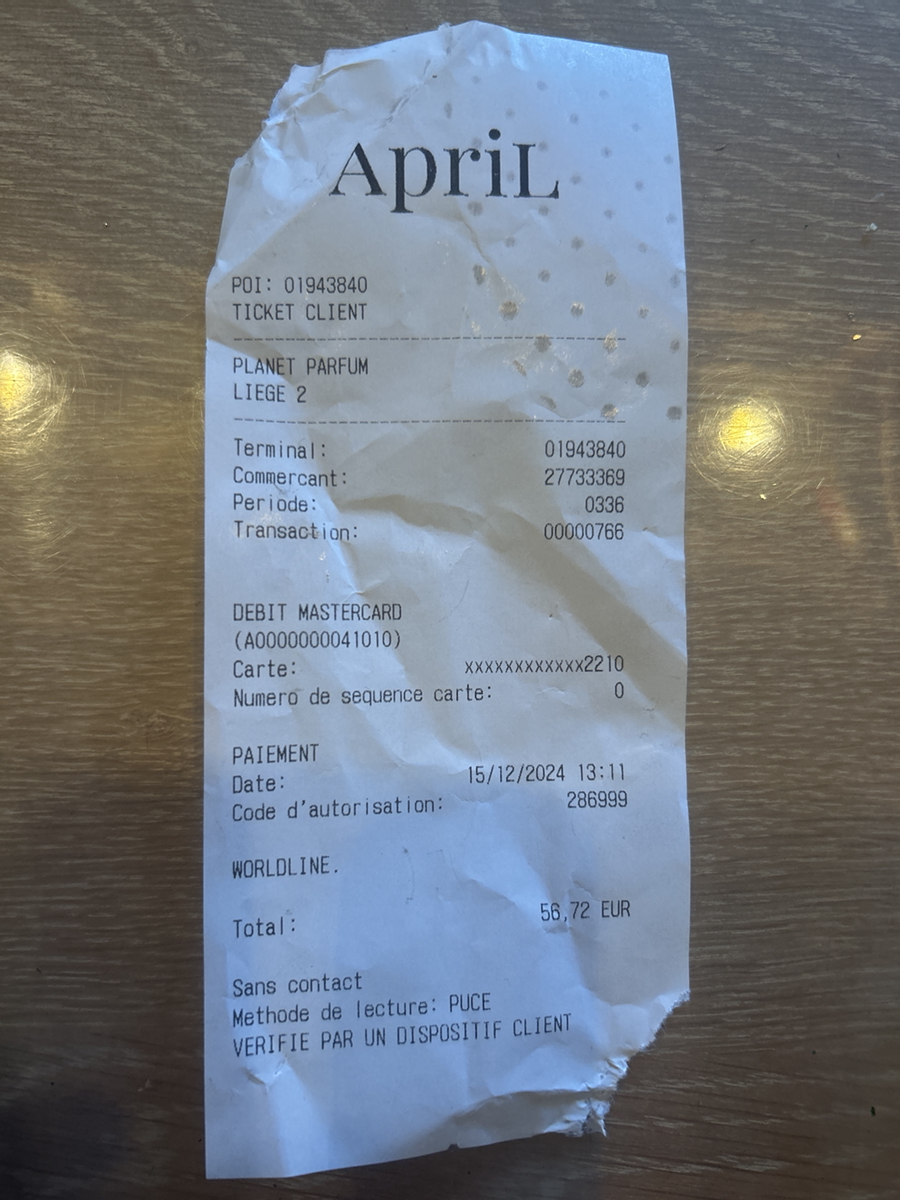 ApriL
POI: 01943840
TICKET CLIENT
PLANET PARFUM
LIEGE 2
Terminal: 01943840
Commercant: 27733369
Periode: 0336
Transaction: 00000766
DEBIT MASTERCARD
(A0000000041010)
Carte: xxxxxxxxxxxx2210
Numero de sequence carte: 0
PAIEMENT
Date: 15/12/2024 13:11
Code d'autorisation: 286999
WORLDLINE.
Total: 56,72 EUR
Sans contact
Methode de lecture: PUCE
VERIFIE PAR UN DISPOSITIF CLIENT